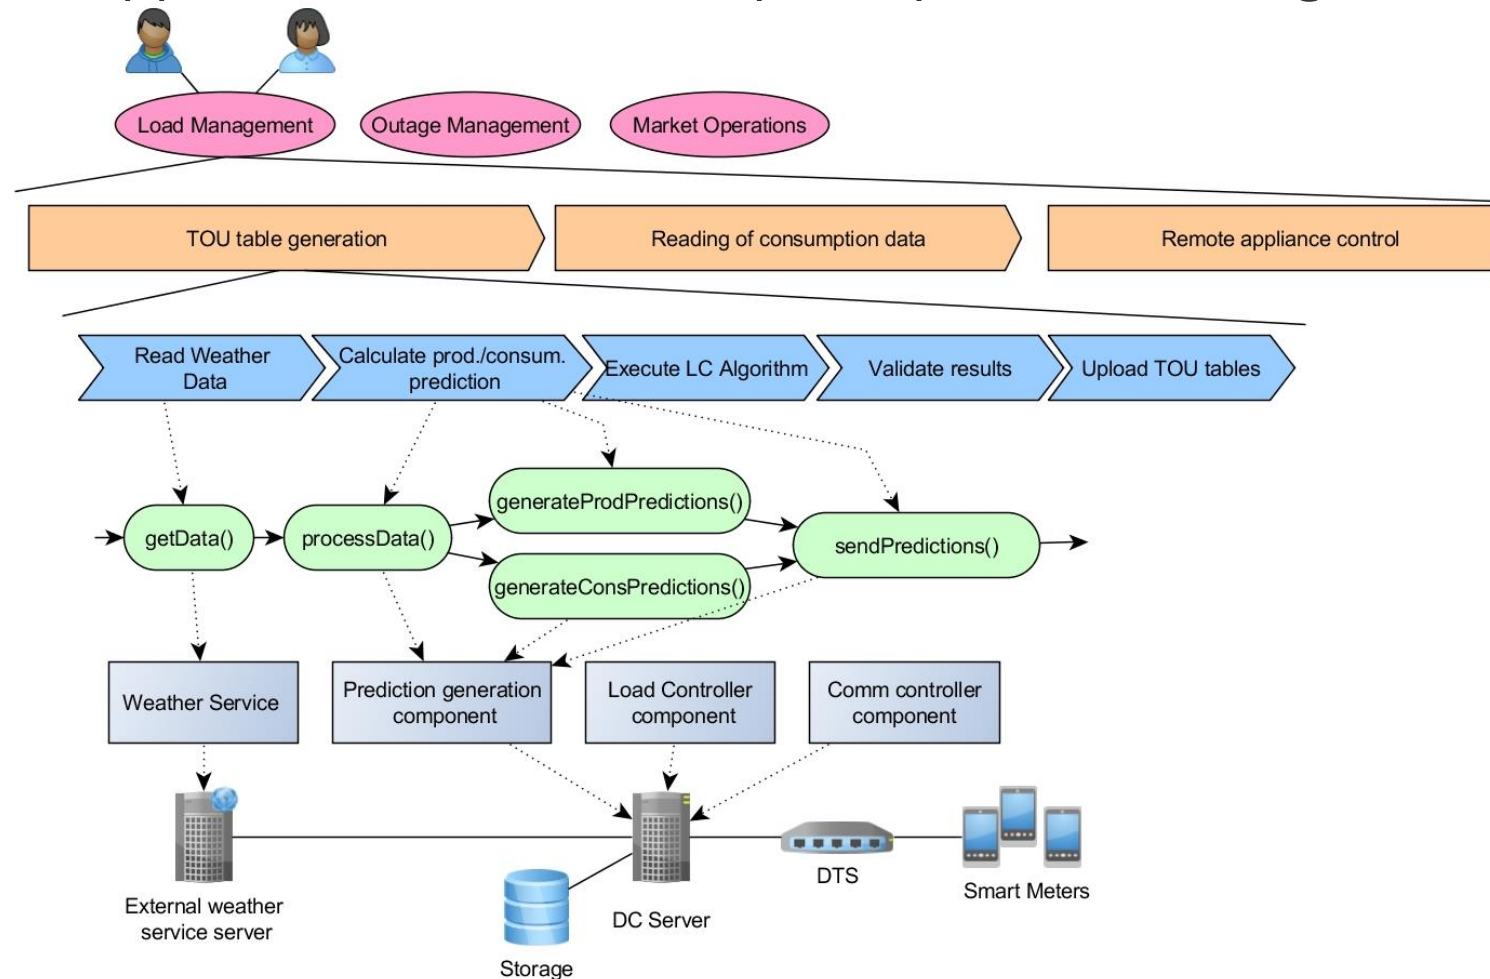 Load Management
Outage Management
Market Operations
TOU table generation
Reading of consumption data
Remote appliance control
Read Weather
Data
Calculate prod./consum.
prediction
Execute LC Algorithm
Validate results
Upload TOU tables
generateProdPredictions()
getData()
processData()
sendPredictions()
generateConsPredictions()
Weather Service
Prediction generation
component
Load Controller
component
Comm controller
component
DTS
Smart Meters
External weather
service server
DC Server
Storage